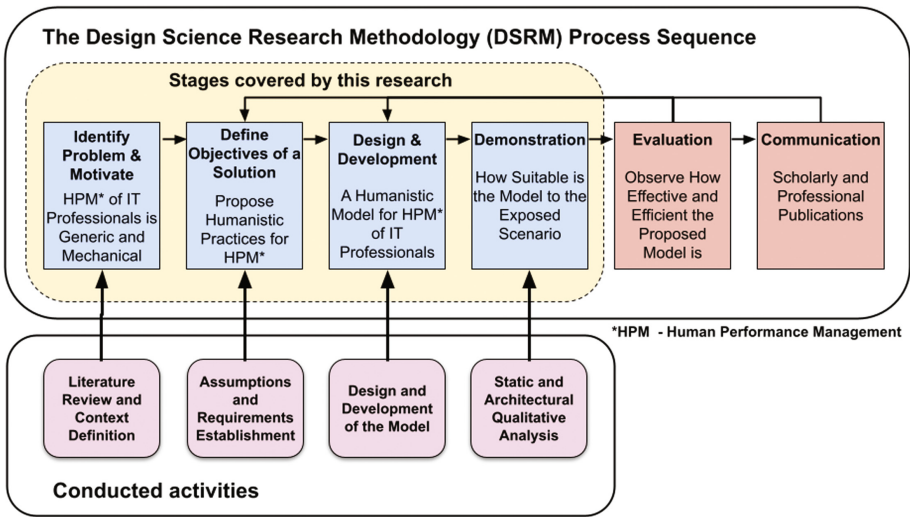 The Design Science Research Methodology (DSRM) Process Sequence
Stages covered by this research
Identify
Problem &
Motivate
HPM* of IT
Professionals is
Generic and
Mechanical
Define
Objectives of a
Solution
Propose
Humanistic
Practices for
HPM*
Design &
Development
A Humanistic
Model for HPM*
of IT
Professionals
Demonstration
How Suitable is
the Model to the
Exposed
Scenario
Evaluation
Observe How
Effective and
Efficient the
Proposed
Model is
Communication
Scholarly and
Professional
Publications
*HPM - Human Performance Management
Literature
Review and
Context
Definition
Assumptions
and
Requirements
Establishment
Design and
Development
of the Model
Static and
Architectural
Qualitative
Analysis
Conducted activities